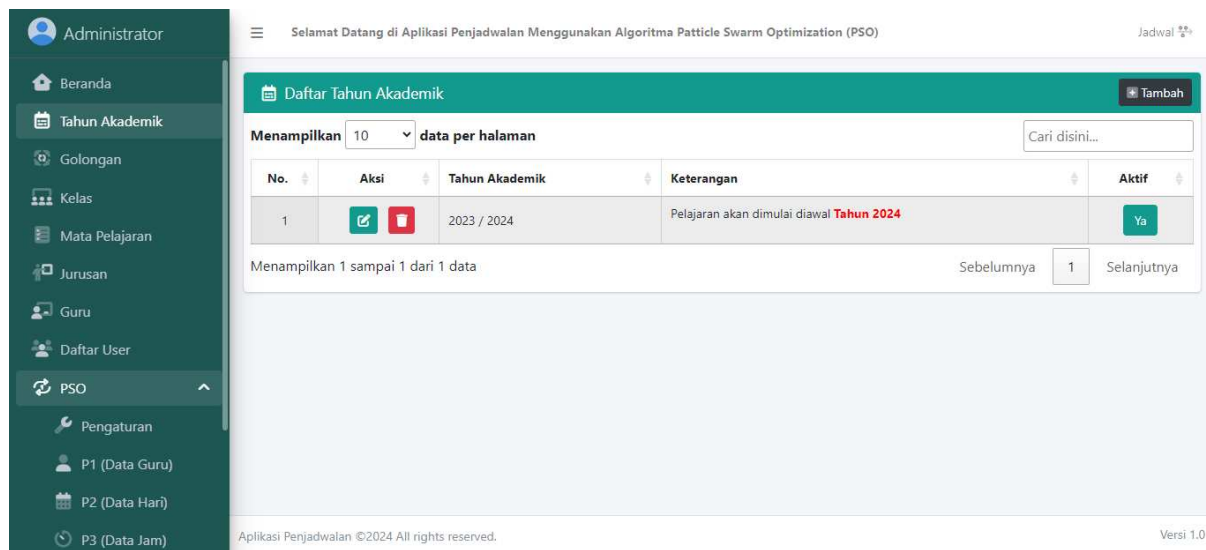 Administrator
Selamat Datang di Aplikasi Penjadwalan Menggunakan Algoritma Patticle Swarm Optimization (PSO)
Jadwal
Beranda
Tahun Akademik
Golongan
Kelas
Mata Pelajaran
Jurusan
Guru
Daftar User
PSO
Pengaturan
P1 (Data Guru)
P2 (Data Hari)
P3 (Data Jam)
Daftar Tahun Akademik
Tambah
Menampilkan 10 data per halaman
Cari disini...
No. Aksi Tahun Akademik Keterangan Aktif
1 2023 / 2024 Pelajaran akan dimulai diawal Tahun 2024 Ya
Menampilkan 1 sampai 1 dari 1 data
Sebelumnya 1 Selanjutnya
Aplikasi Penjadwalan ©2024 All rights reserved.
Versi 1.0